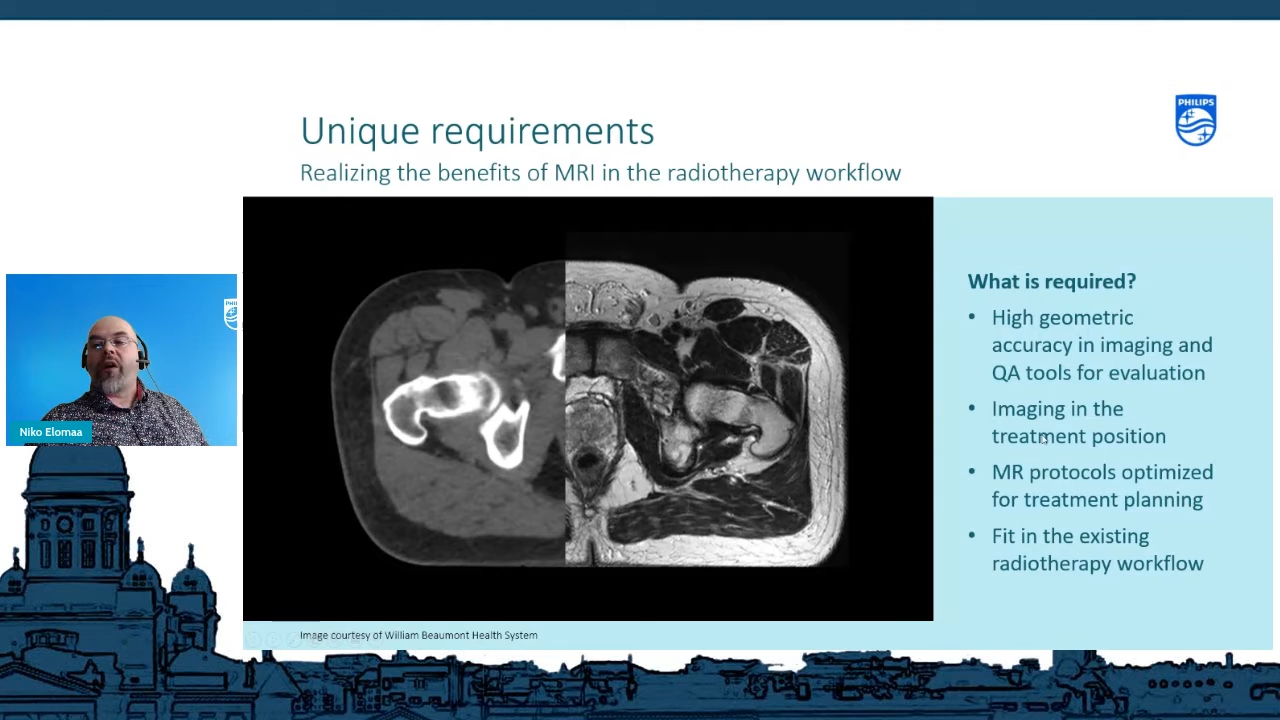 PHILIPS
Unique requirements
Realizing the benefits of MRI in the radiotherapy workflow
What is required?
• High geometric
accuracy in imaging and
QA tools for evaluation
• Imaging in the
treatment position
• MR protocols optimized
for treatment planning
• Fit in the existing
radiotherapy workflow
PHILI
Niko Elomaa
Image courtesy of William Beaumont Health System